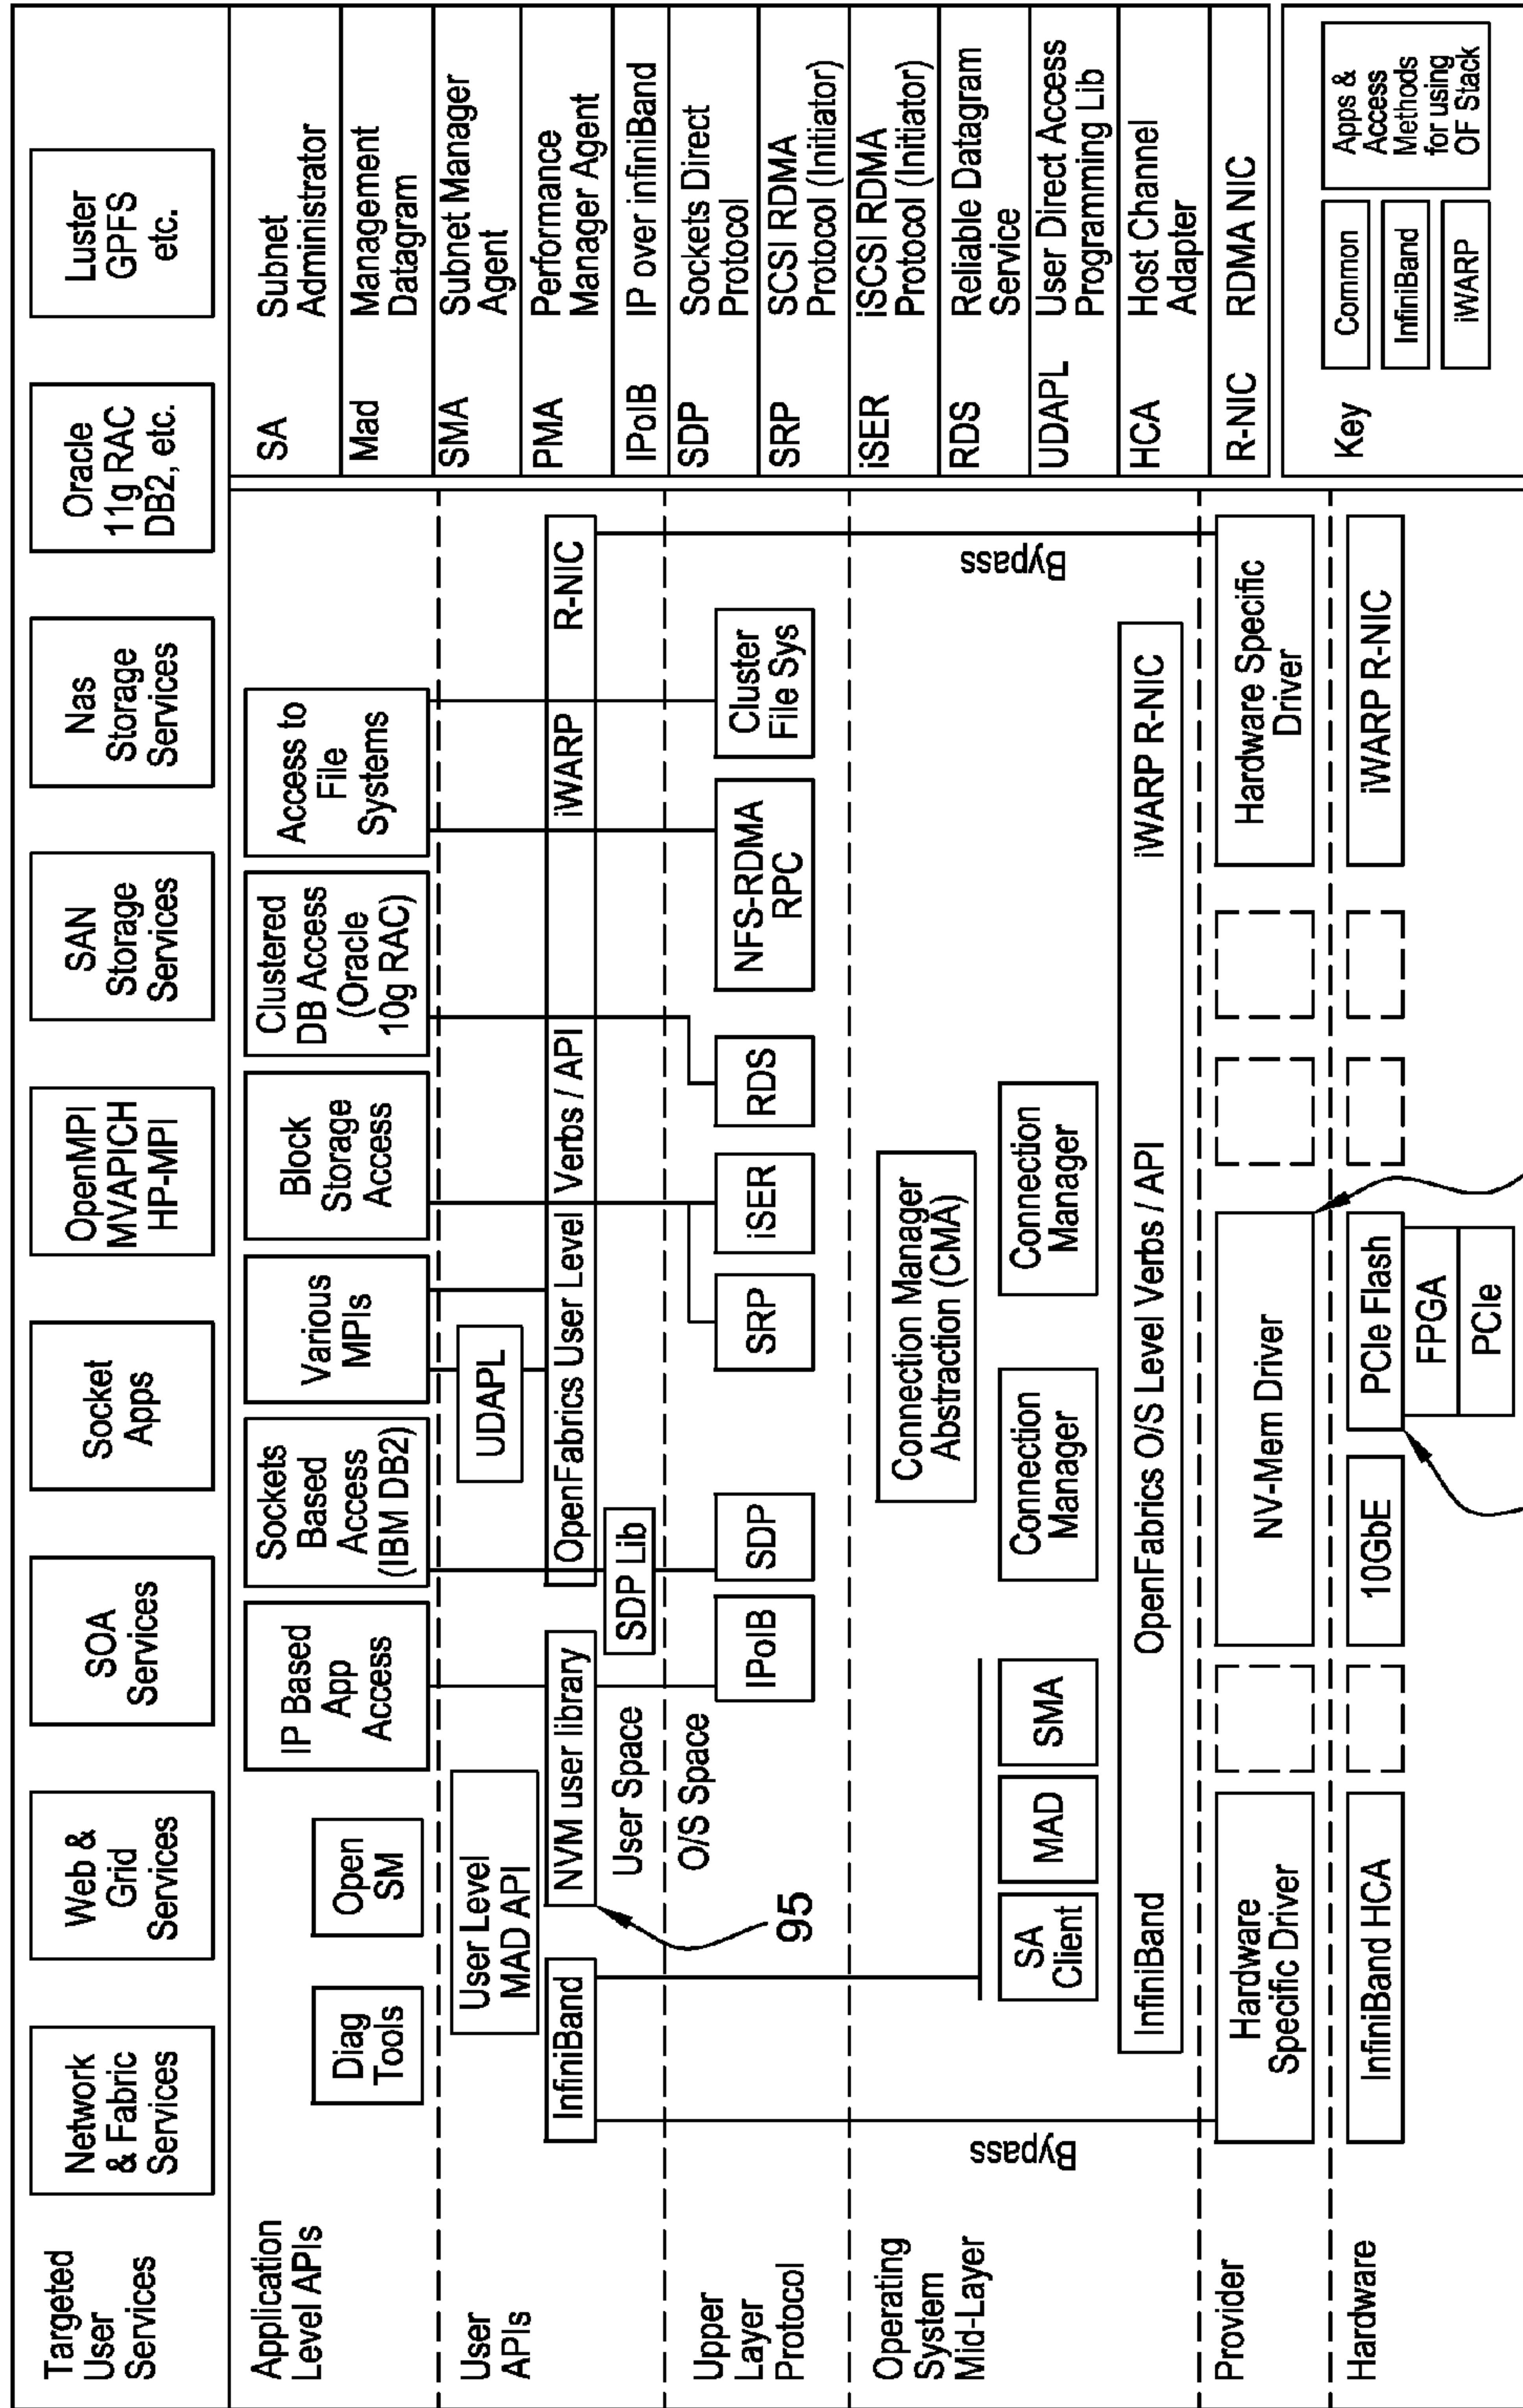 Targeted
User
Services
Network
& Fabric
Services
Web &
Grid
Services
SOA
Services
Socket
Apps
OpenMPI
MVAPICH
HP-MPI
SAN
Storage
Services
Nas
Storage
Services
Oracle
11g RAC
DB2, etc.
Luster
GPFS
etc.
Application
Level APIs
Diag
Tools
Open
SM
IP Based
App
Access
Sockets
Based
Access
(IBM DB2)
Various
MPIs
Block
Storage
Access
Clustered
DB Access
(Oracle
10g RAC)
Access to
File
Systems
User
APIs
User Level
MAD API
UDAPL
InfiniBand
NVM user library
OpenFabrics User Level Verbs / API
iWARP
R-NIC
SDP Lib
User Space
O/S Space
95
Upper
Layer
Protocol
IPoIB
SDP
SRP
iSER
RDS
NFS-RDMA
RPC
Cluster
File Sys
Operating
System
Mid-Layer
Bypass
Connection Manager
Abstraction (CMA)
Bypass
SA
Client
MAD
SMA
Connection
Manager
Connection
Manager
InfiniBand
OpenFabrics O/S Level Verbs / API
iWARP R-NIC
Provider
Hardware
Specific Driver
NV-Mem Driver
Hardware Specific
Driver
Hardware
InfiniBand HCA
10GbE
PCIe Flash
FPGA
PCIe
iWARP R-NIC
SA Subnet
Administrator
Mad Management
Datagram
SMA Subnet Manager
Agent
PMA Performance
Manager Agent
IPoIB IP over infiniBand
SDP Sockets Direct
Protocol
SRP SCSI RDMA
Protocol (Initiator)
iSER iSCSI RDMA
Protocol (Initiator)
RDS Reliable Datagram
Service
UDAPL User Direct Access
Programming Lib
HCA Host Channel
Adapter
R-NIC RDMA NIC
Key
Common
InfiniBand
iWARP
Apps &
Access
Methods
for using
OF Stack